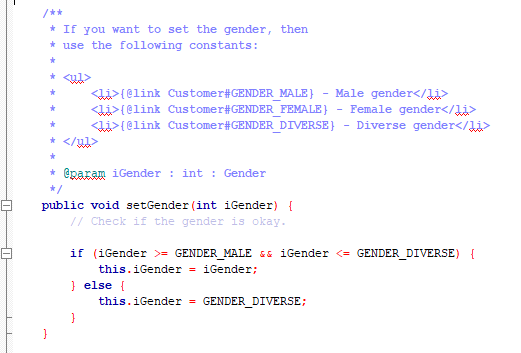 /**
 * If you want to set the gender, then
 * use the following constants:
 *
 * <ul>
 *     <li>{@link Customer#GENDER_MALE} - Male gender</li>
 *     <li>{@link Customer#GENDER_FEMALE} - Female gender</li>
 *     <li>{@link Customer#GENDER_DIVERSE} - Diverse gender</li>
 * </ul>
 *
 * @param iGender : int : Gender
 */
public void setGender(int iGender) {
    // Check if the gender is okay.

    if (iGender >= GENDER_MALE && iGender <= GENDER_DIVERSE) {
        this.iGender = iGender;
    } else {
        this.iGender = GENDER_DIVERSE;
    }
}